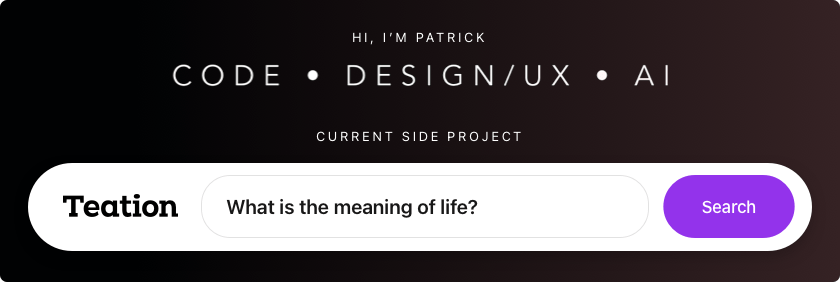 HI, I’M PATRICK
CODE • DESIGN/UX • AI
CURRENT SIDE PROJECT
Teation What is the meaning of life? Search